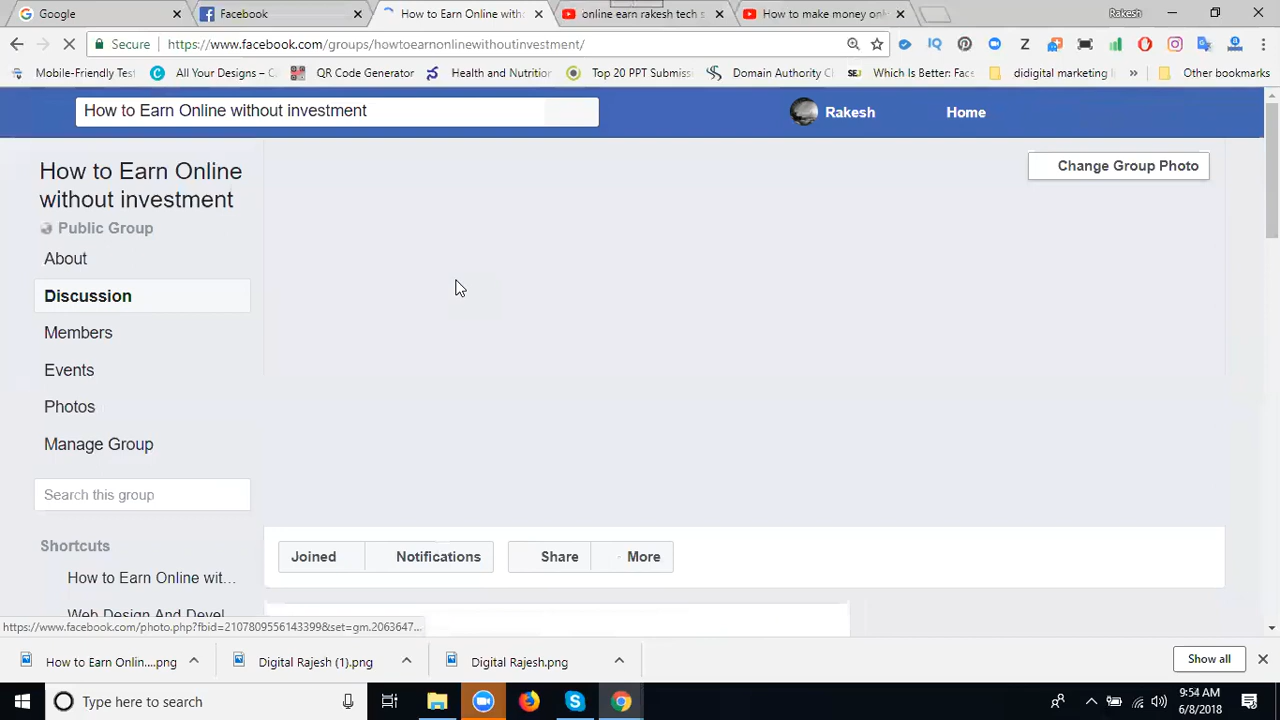 Google
Facebook
How to Earn Online with
online earn rakesh tech s
How to make money onl
Rakesh
Secure
https://www.facebook.com/groups/howtoearnonlinewithoutinvestment/
Mobile-Friendly Test
All Your Designs –
QR Code Generator
Health and Nutrition
Top 20 PPT Submiss
Domain Authority C
Which Is Better: Fac
didigital marketing
Other bookmarks
How to Earn Online without investment
Rakesh
Home
How to Earn Online
without investment
Public Group
About
Discussion
Members
Events
Photos
Manage Group
Search this group
Shortcuts
How to Earn Online wit...
Web Design And Devel
Change Group Photo
Joined
Notifications
Share
More
https://www.facebook.com/photo.php?fbid=2107809556143399&set=gm.2063647...
How to Earn Onlin....png
Digital Rajesh (1).png
Digital Rajesh.png
Show all
Type here to search
9:54 AM
6/8/2018